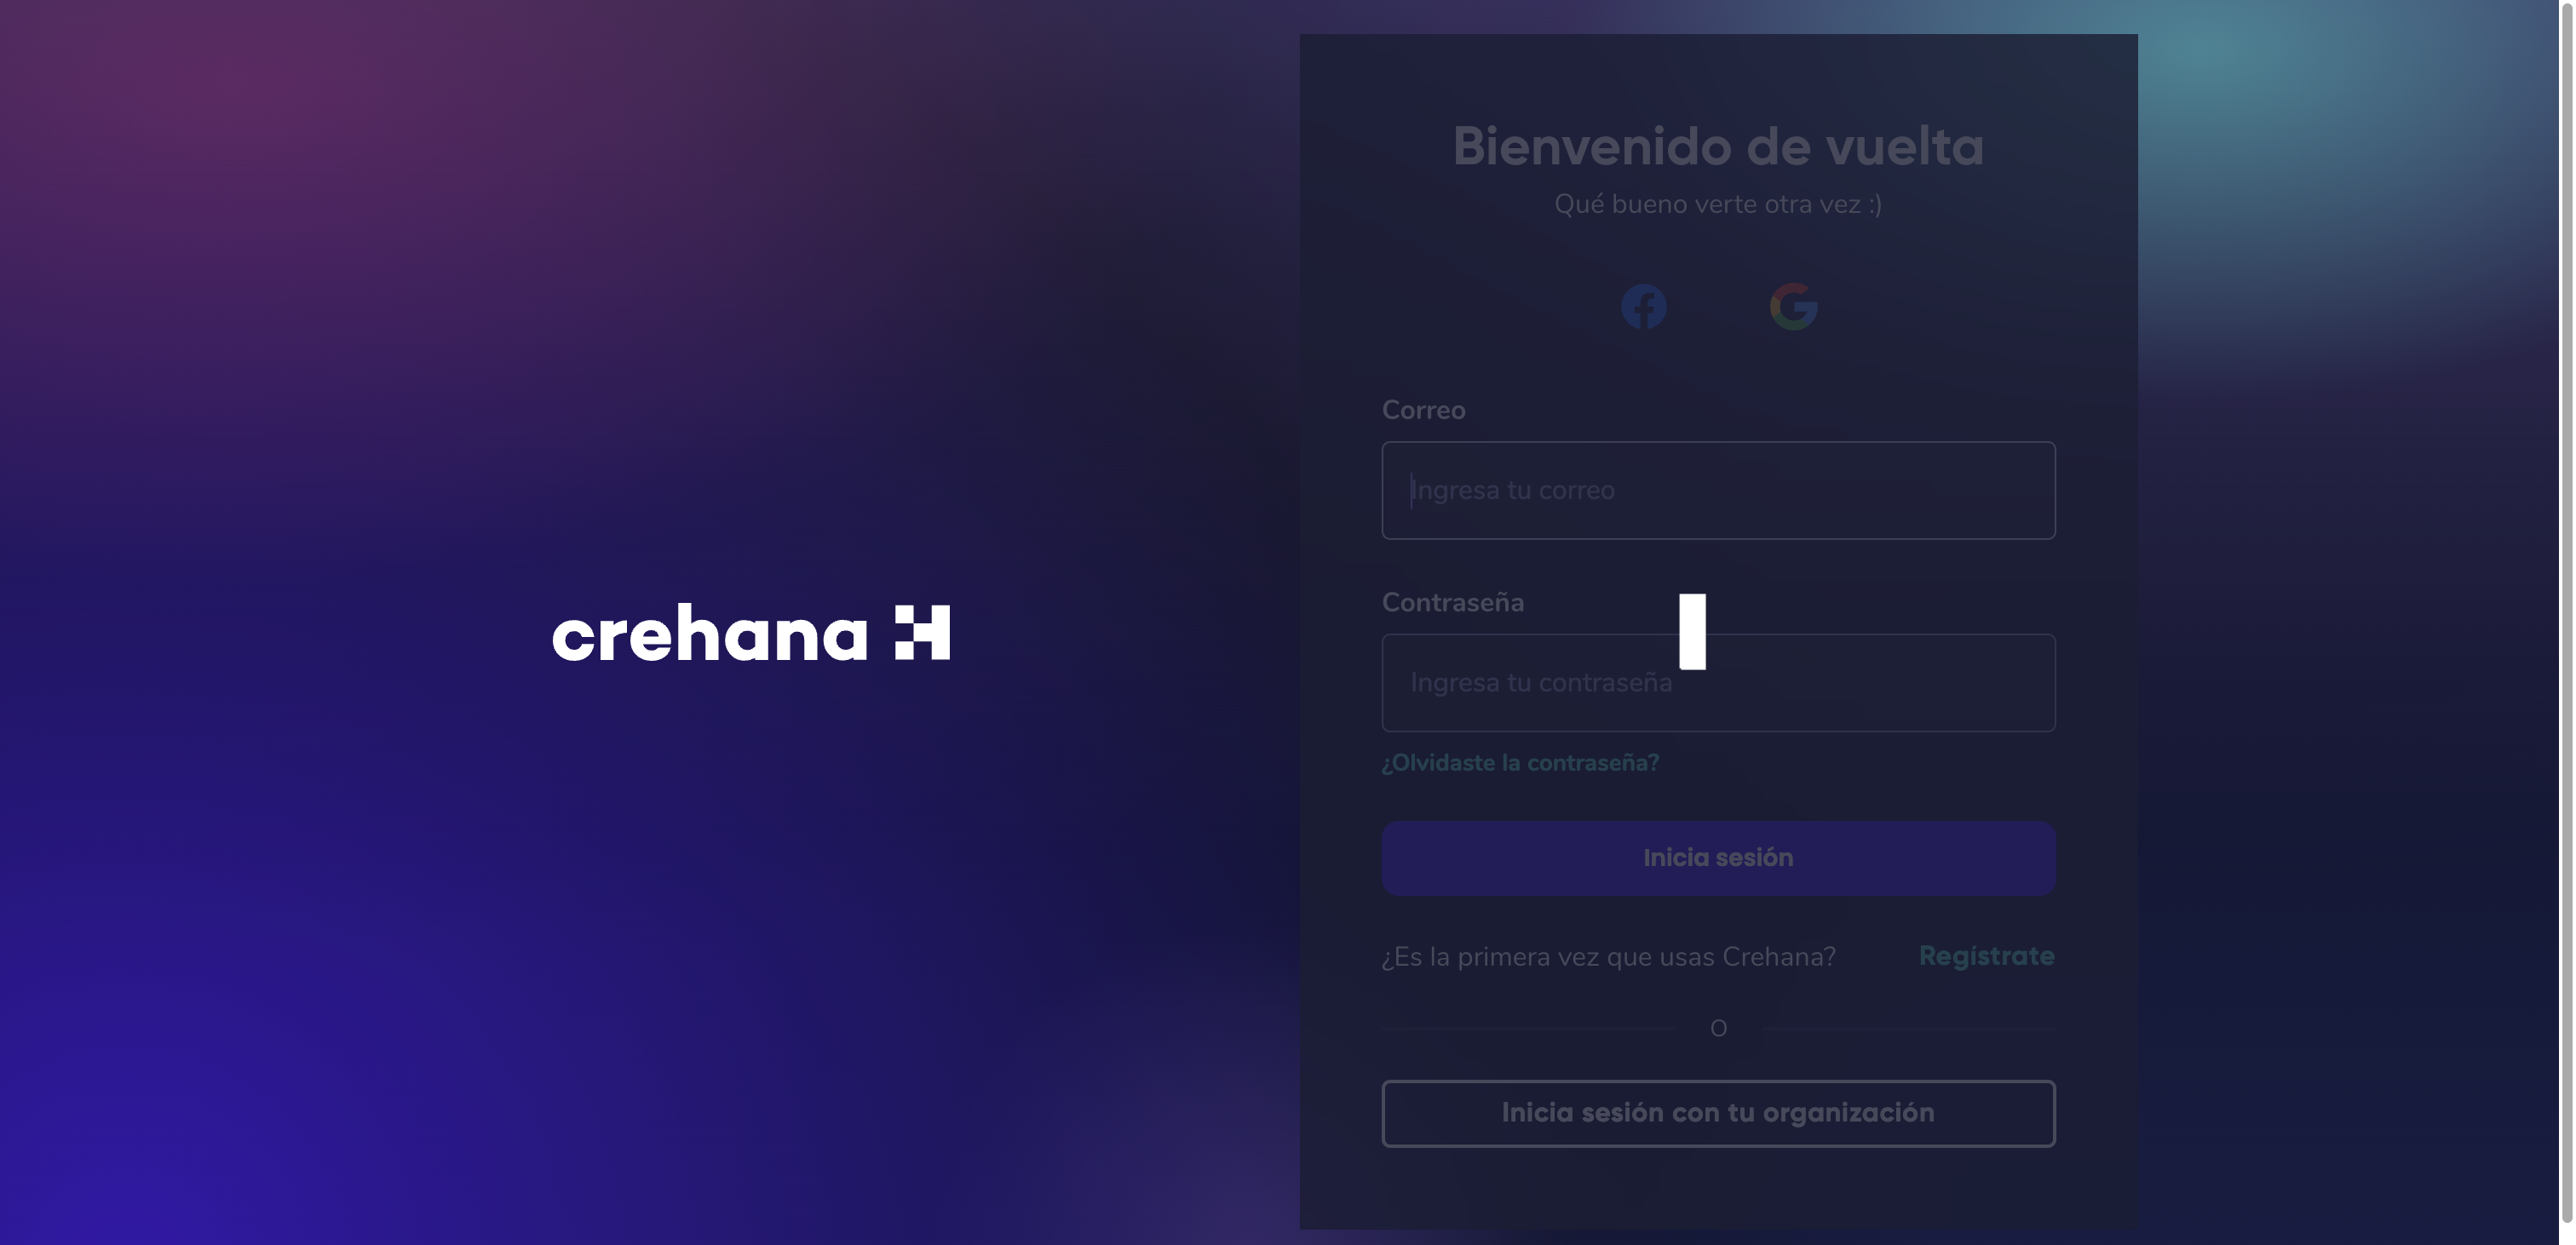 crehana
Bienvenido de vuelta
Qué bueno verte otra vez :)
Correo
Ingresa tu correo
Contraseña
Ingresa tu contraseña
¿Olvidaste la contraseña?
Inicia sesión
¿Es la primera vez que usas Crehana? Regístrate
O
Inicia sesión con tu organización